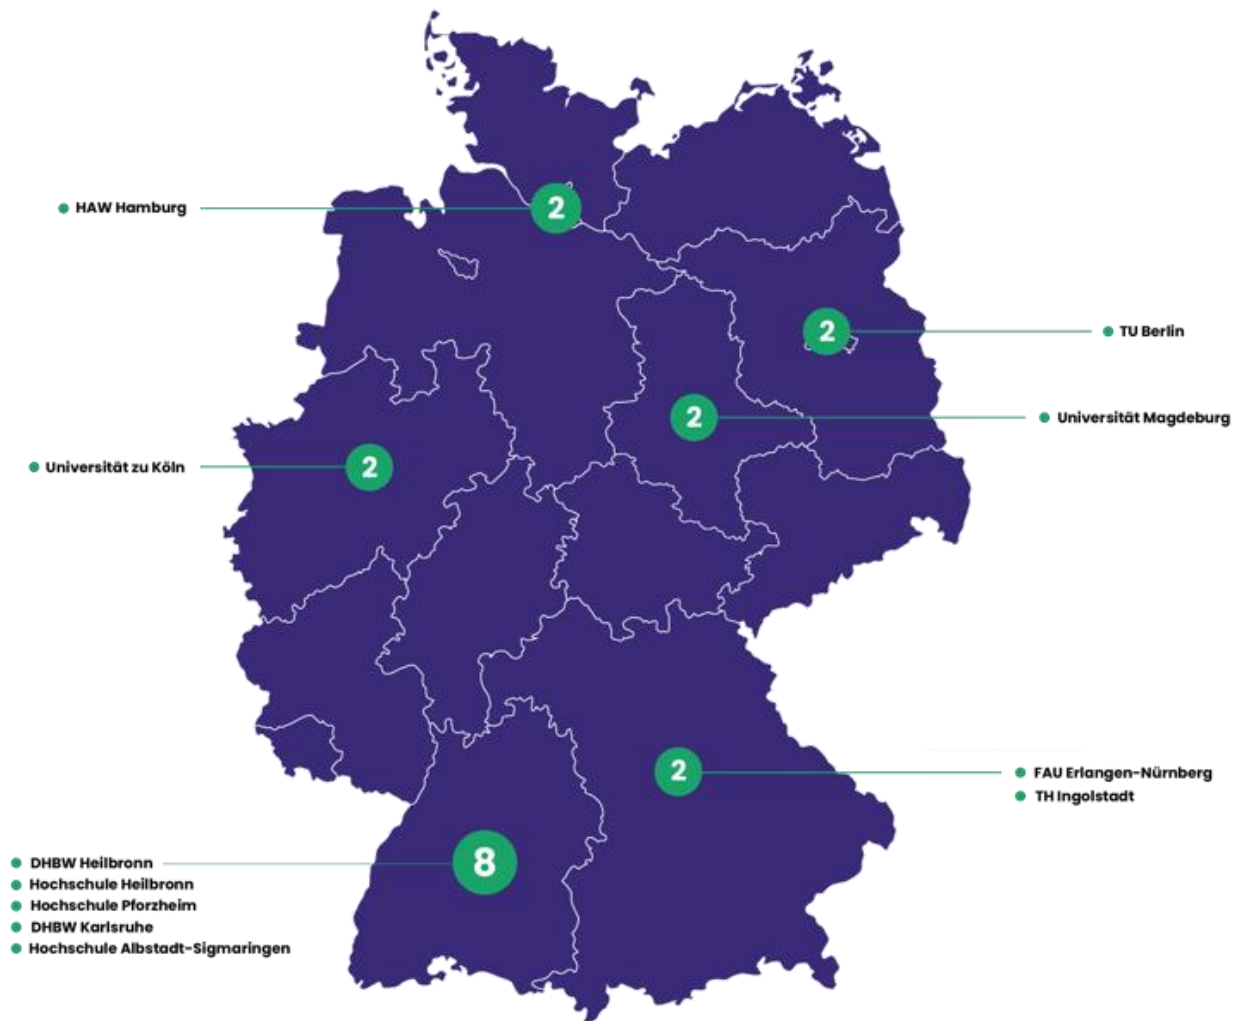 HAW Hamburg
2
2
TU Berlin
2
Universität Magdeburg
Universität zu Köln
2
2
FAU Erlangen-Nürnberg
TH Ingolstadt
DHBW Heilbronn
8
Hochschule Heilbronn
Hochschule Pforzheim
DHBW Karlsruhe
Hochschule Albstadt-Sigmaringen